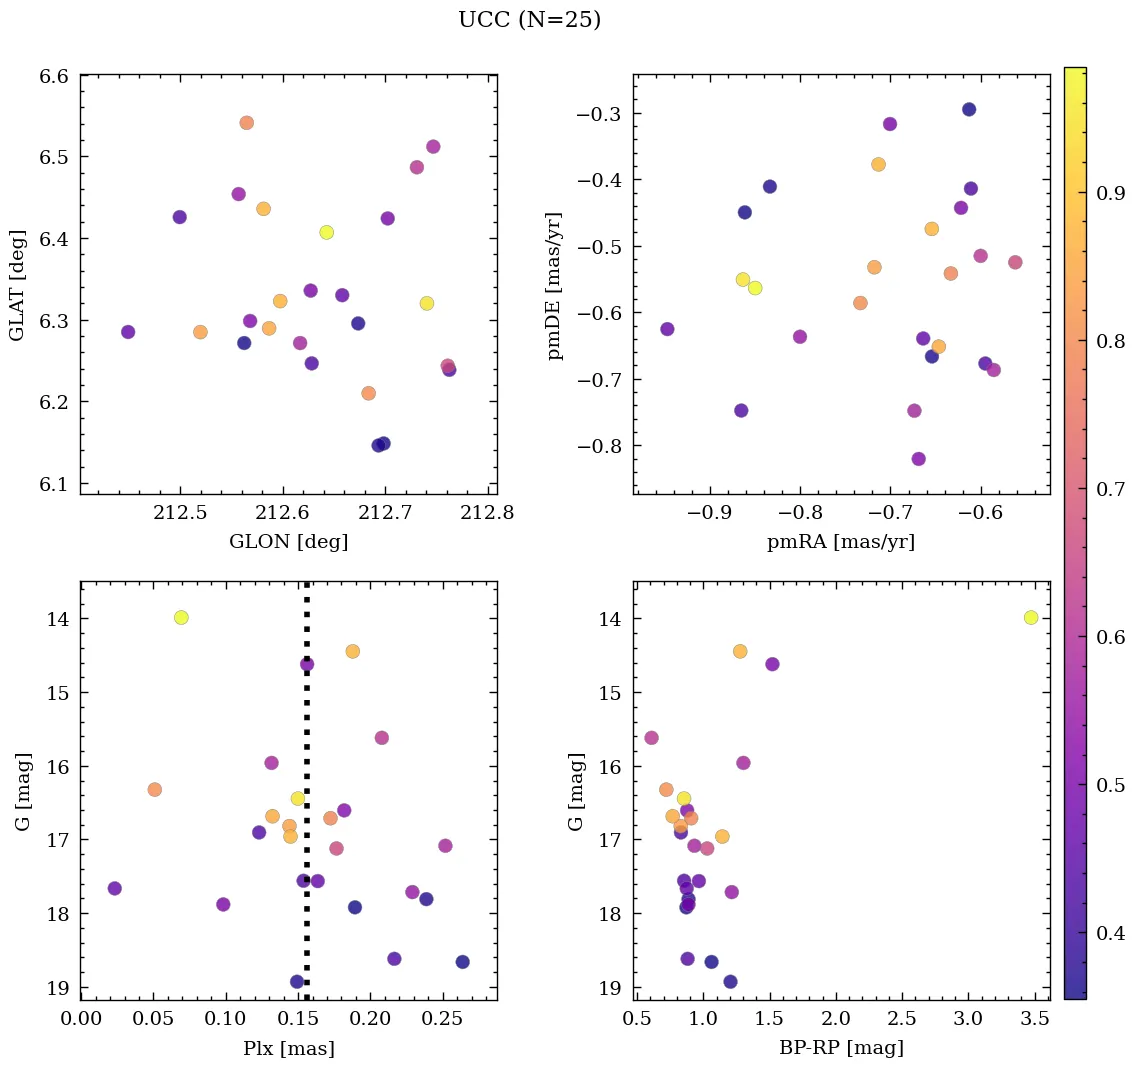 UCC (N=25)
6.6
6.5
6.4
6.3
6.2
6.1
GLAT [deg]
212.5 212.6 212.7 212.8
GLON [deg]
−0.3
−0.4
−0.5
−0.6
−0.7
−0.8
pmDE [mas/yr]
−0.9 −0.8 −0.7 −0.6
pmRA [mas/yr]
14
15
16
17
18
19
G [mag]
0.00 0.05 0.10 0.15 0.20 0.25
Plx [mas]
14
15
16
17
18
19
G [mag]
0.5 1.0 1.5 2.0 2.5 3.0 3.5
BP-RP [mag]
0.9
0.8
0.7
0.6
0.5
0.4